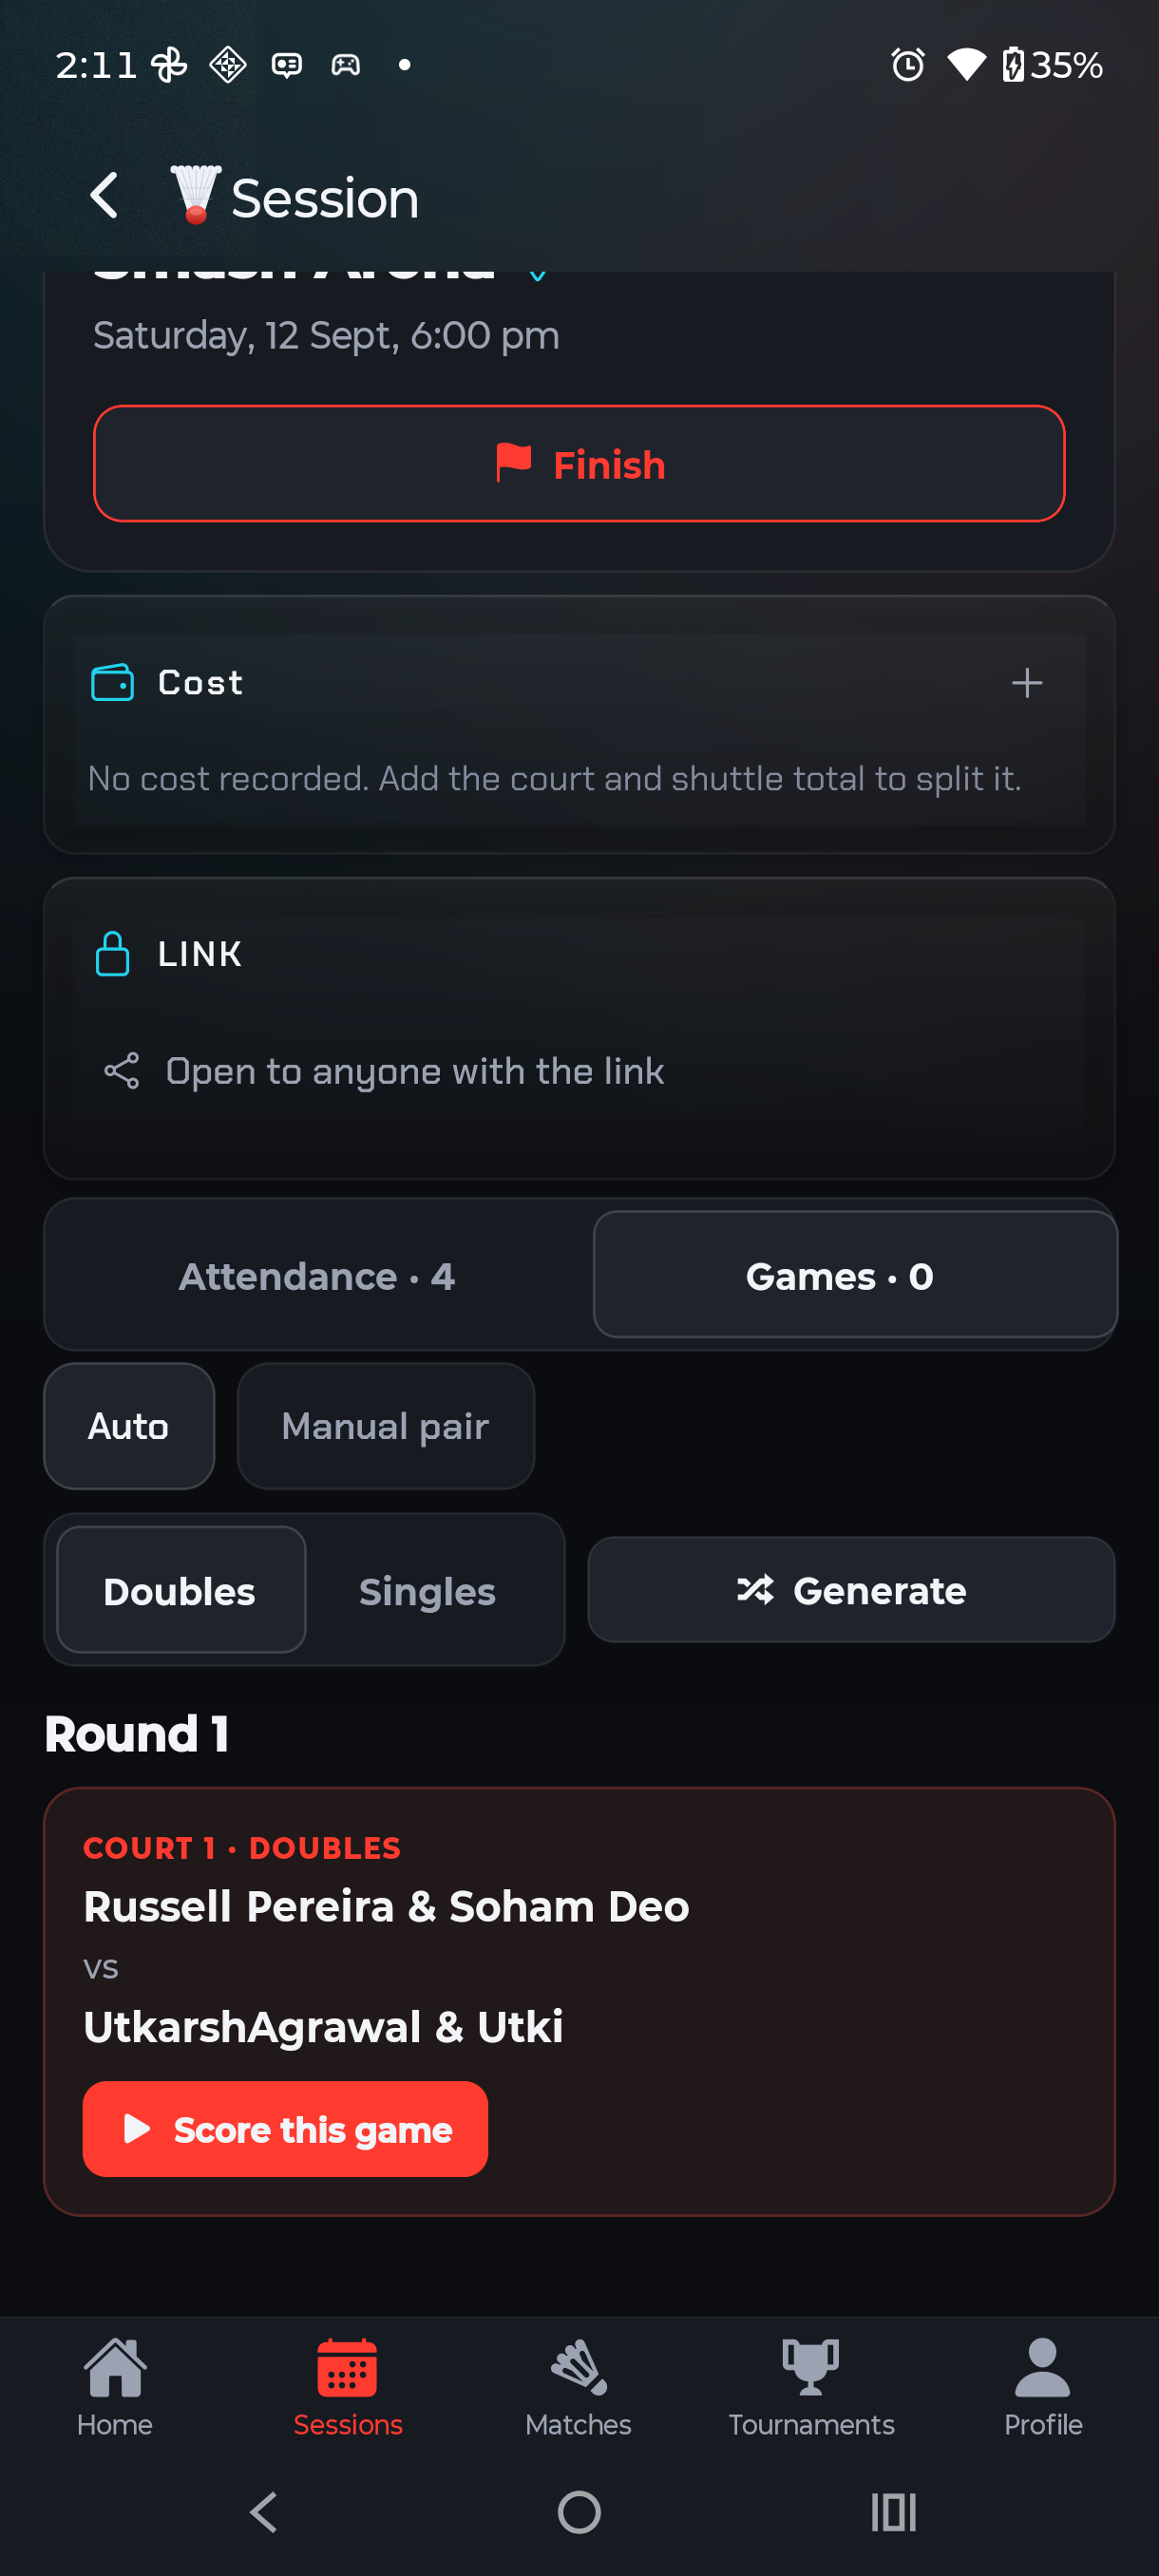 2:11
35%
Session
Smash Arena
Saturday, 12 Sept, 6:00 pm
Finish
Cost
No cost recorded. Add the court and shuttle total to split it.
LINK
Open to anyone with the link
Attendance · 4
Games · 0
Auto
Manual pair
Doubles
Singles
Generate
Round 1
COURT 1 · DOUBLES
Russell Pereira & Soham Deo
vs
UtkarshAgrawal & Utki
Score this game
Home
Sessions
Matches
Tournaments
Profile